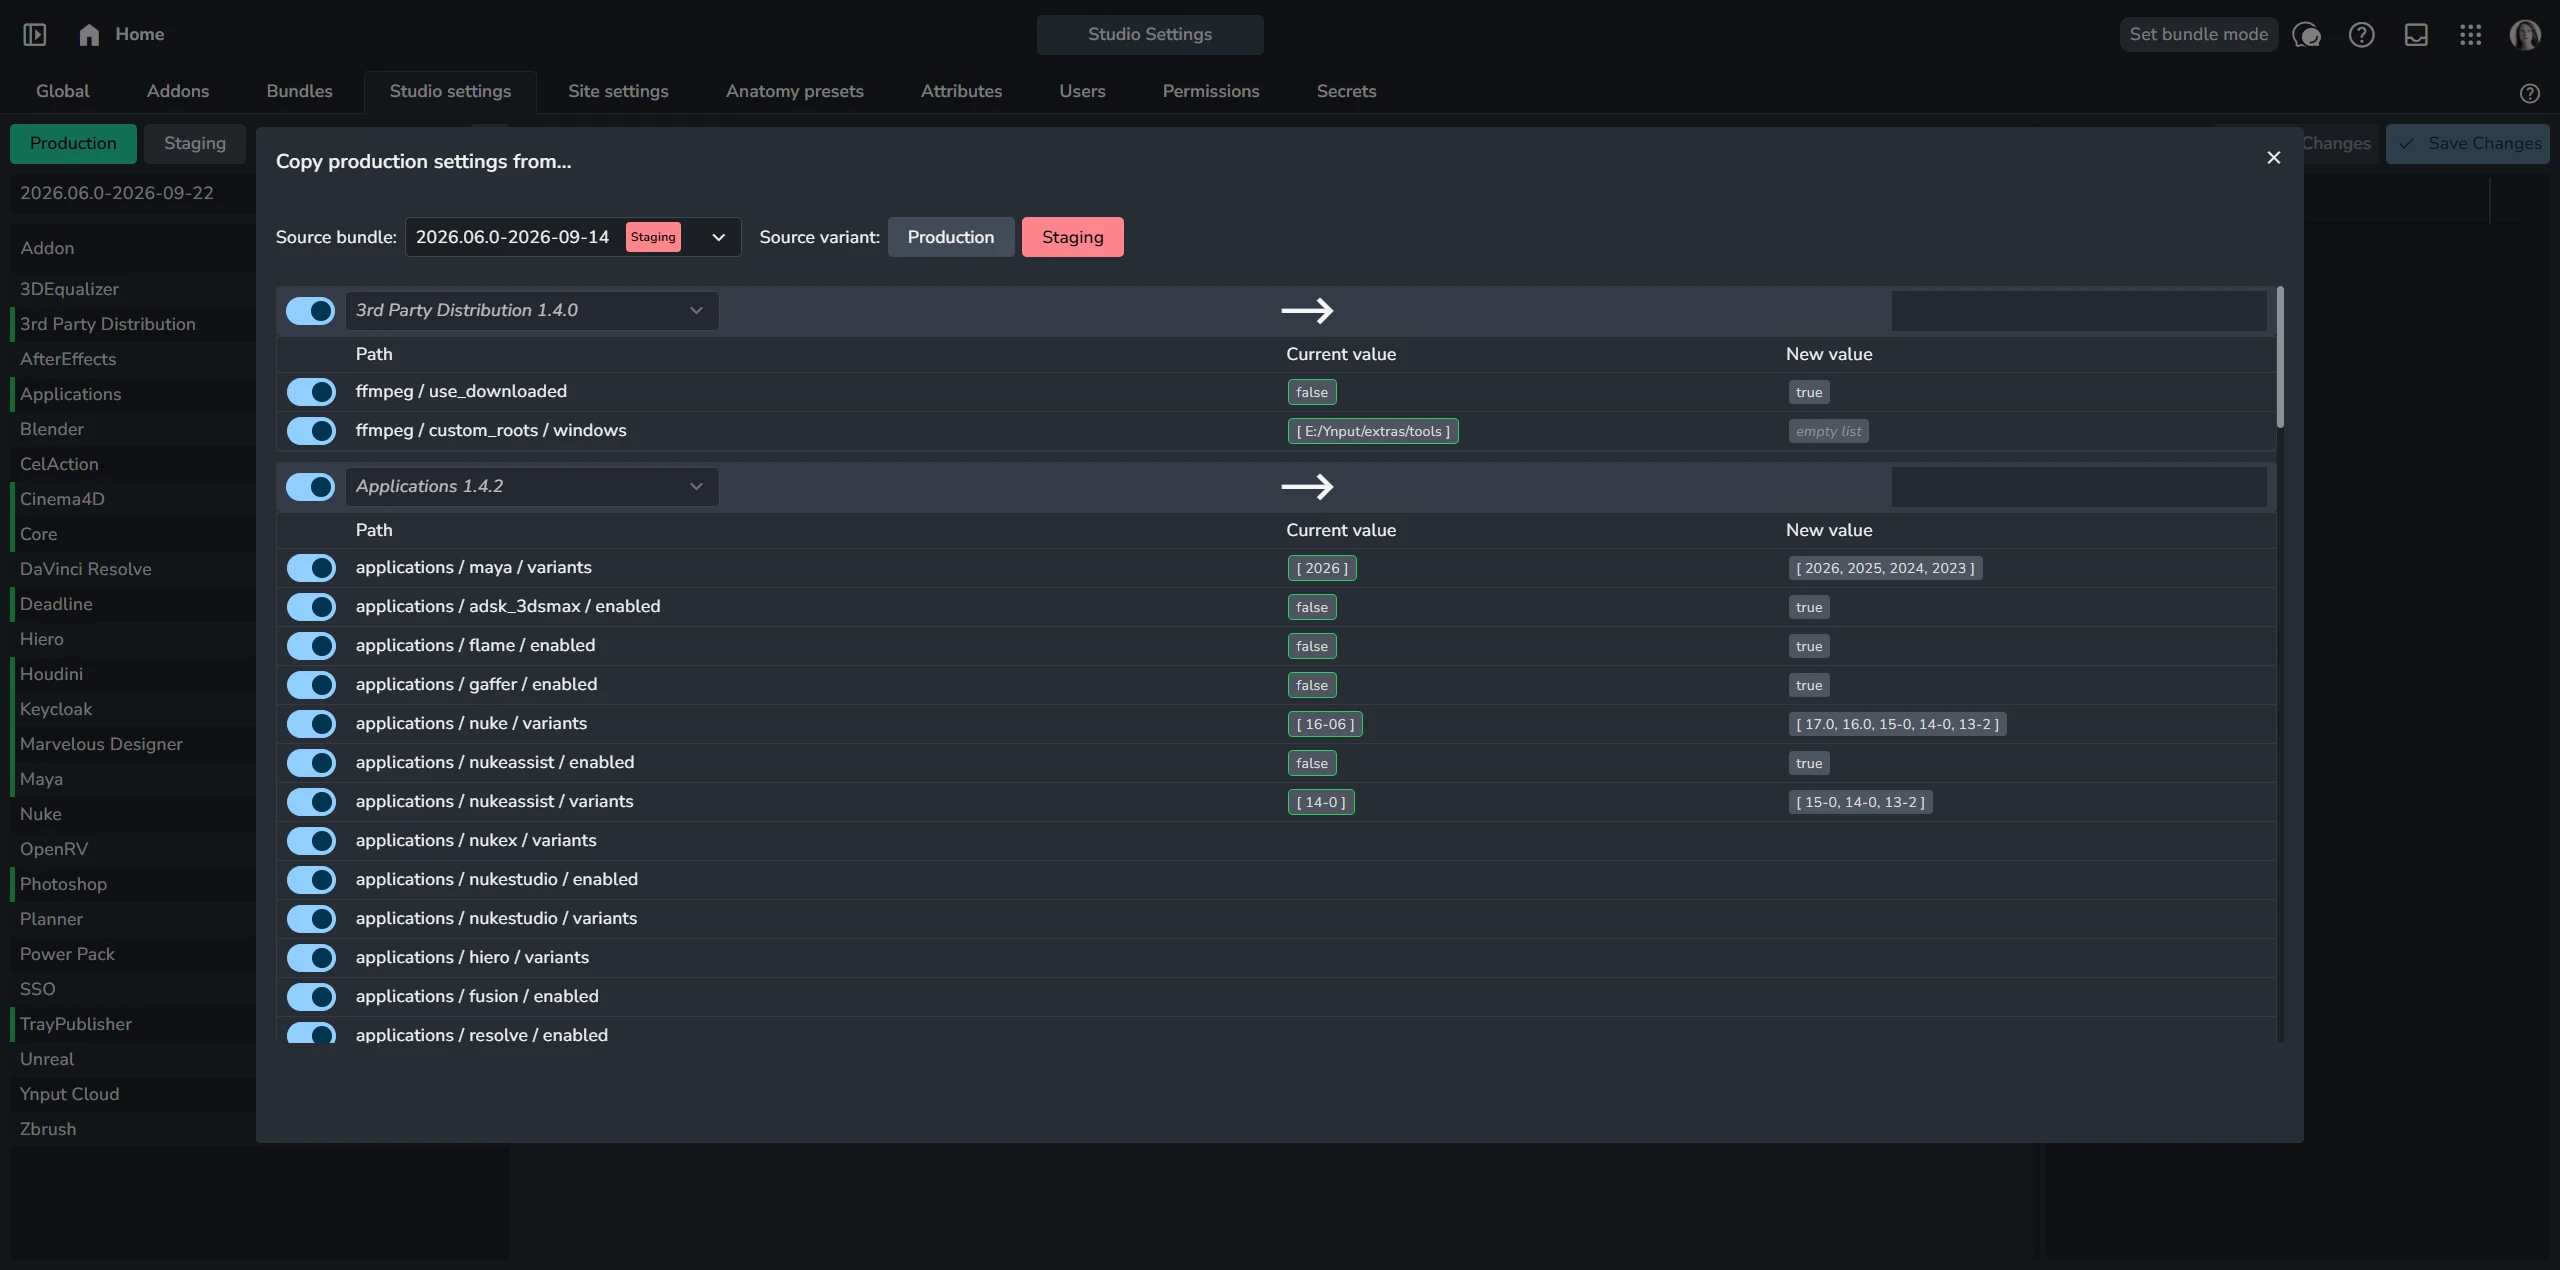 Home
Studio Settings
Set bundle mode
Global
Addons
Bundles
Studio settings
Site settings
Anatomy presets
Attributes
Users
Permissions
Secrets
Production
Staging
Changes
Save Changes
2026.06.0-2026-09-22
Addon
3DEqualizer
3rd Party Distribution
AfterEffects
Applications
Blender
CelAction
Cinema4D
Core
DaVinci Resolve
Deadline
Hiero
Houdini
Keycloak
Marvelous Designer
Maya
Nuke
OpenRV
Photoshop
Planner
Power Pack
SSO
TrayPublisher
Unreal
Ynput Cloud
Zbrush
Copy production settings from...
Source bundle: 2026.06.0-2026-09-14 Staging Source variant: Production Staging
3rd Party Distribution 1.4.0
Path Current value New value
ffmpeg / use_downloaded false true
ffmpeg / custom_roots / windows [ E:/Ynput/extras/tools ] empty list
Applications 1.4.2
Path Current value New value
applications / maya / variants [ 2026 ] [ 2026, 2025, 2024, 2023 ]
applications / adsk_3dsmax / enabled false true
applications / flame / enabled false true
applications / gaffer / enabled false true
applications / nuke / variants [ 16-06 ] [ 17.0, 16.0, 15-0, 14-0, 13-2 ]
applications / nukeassist / enabled false true
applications / nukeassist / variants [ 14-0 ] [ 15-0, 14-0, 13-2 ]
applications / nukex / variants
applications / nukestudio / enabled
applications / nukestudio / variants
applications / hiero / variants
applications / fusion / enabled
applications / resolve / enabled